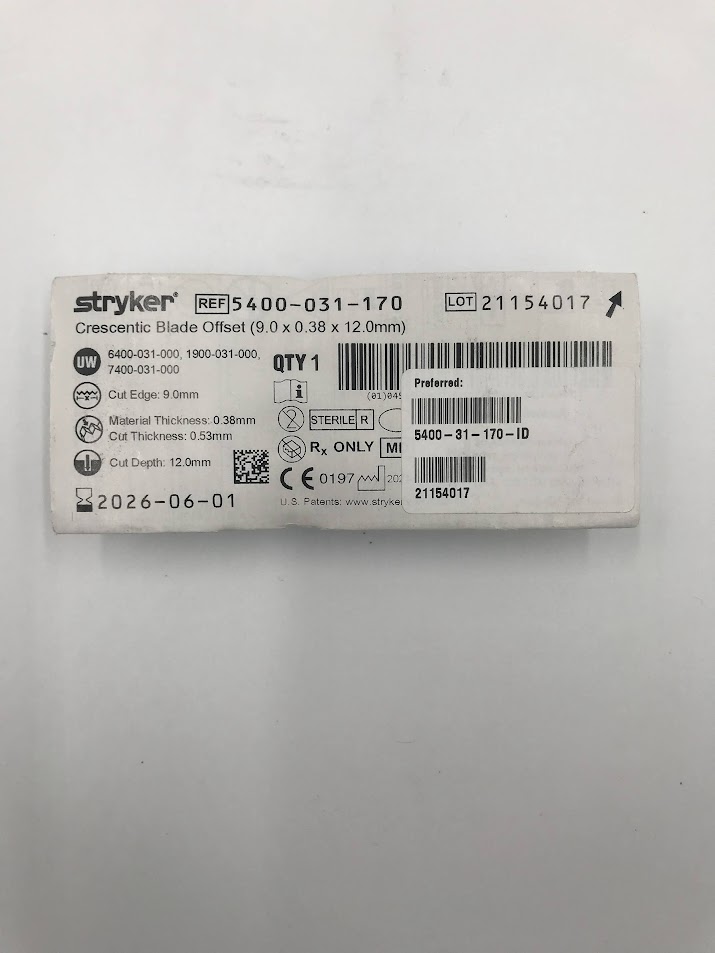 stryker®
REF 5400-031-170
LOT 21154017
Crescentic Blade Offset (9.0 x 0.38 x 12.0mm)
UW
6400-031-000, 1900-031-000,
7400-031-000
QTY 1
Cut Edge: 9.0mm
Material Thickness: 0.38mm
Cut Thickness: 0.53mm
Cut Depth: 12.0mm
2026-06-01
i
2
STERILE R
Rx ONLY
CE 0197
U.S. Patents:
Preferred:
5400-31-170-ID
21154017